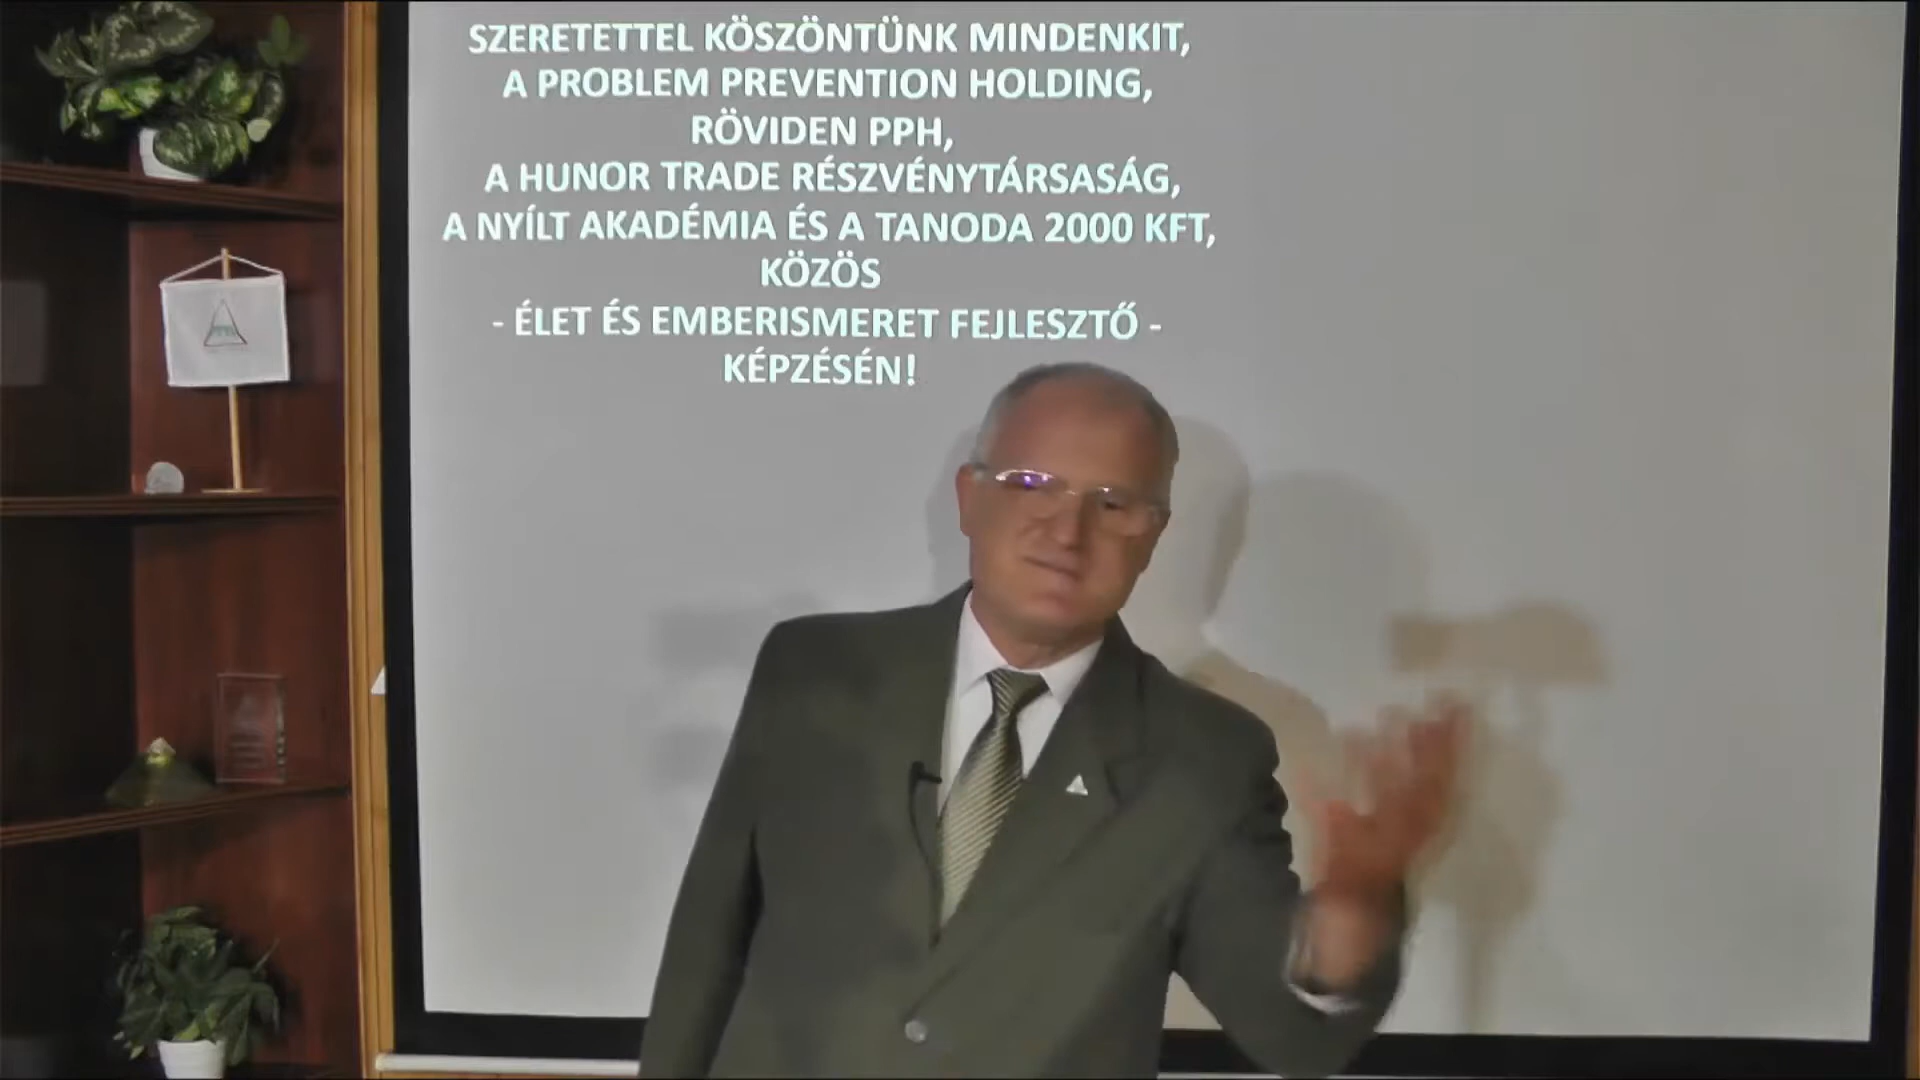 SZERETETTEL KÖSZÖNTÜNK MINDENKIT,
A PROBLEM PREVENTION HOLDING,
RÖVIDEN PPH,
A HUNOR TRADE RÉSZVÉNYTÁRSASÁG,
A NYÍLT AKADÉMIA ÉS A TANODA 2000 KFT,
KÖZÖS
- ÉLET ÉS EMBERISMERET FEJLESZTŐ -
KÉPZÉSÉN!